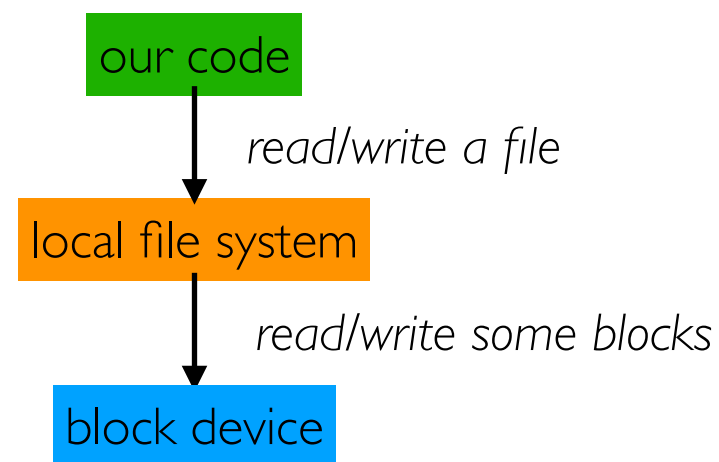 our code
read/write a file
local file system
read/write some blocks
block device